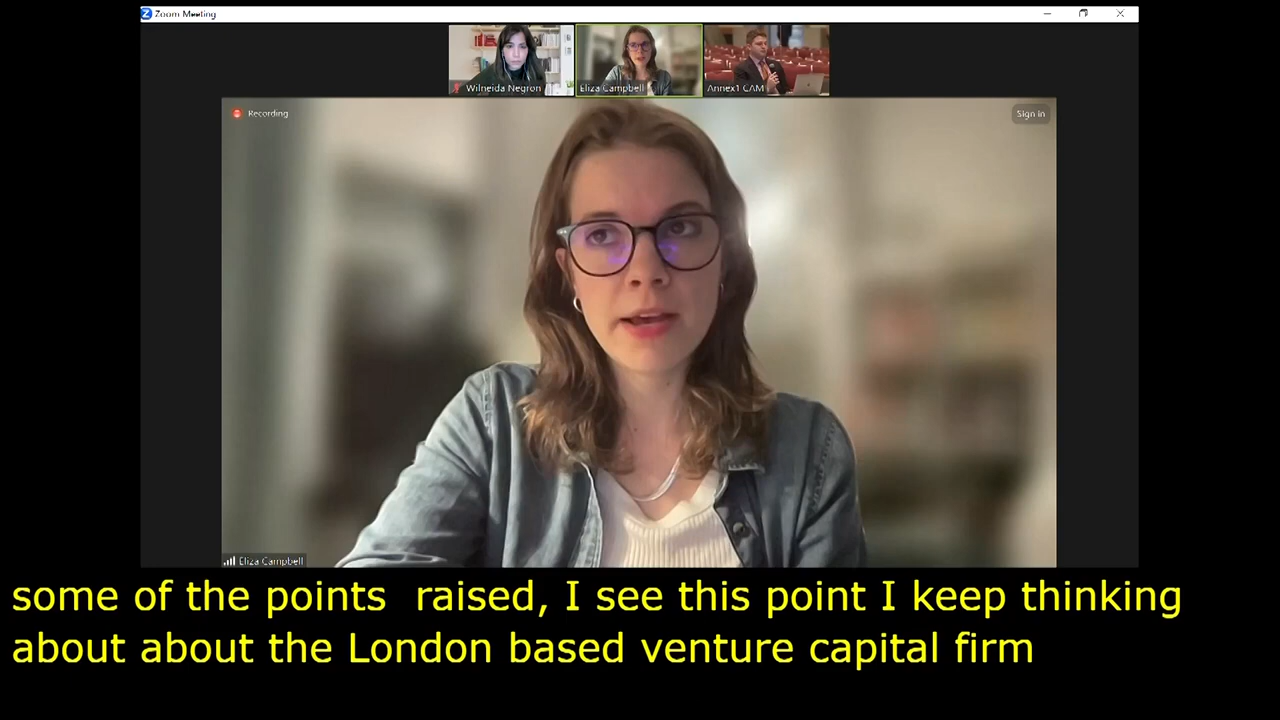 Zoom Meeting
Wilneida Negron
Eliza Campbell
Annex1 CAM
Recording
Sign in
Eliza Campbell
some of the points  raised, I see this point I keep thinking
about about the London based venture capital firm